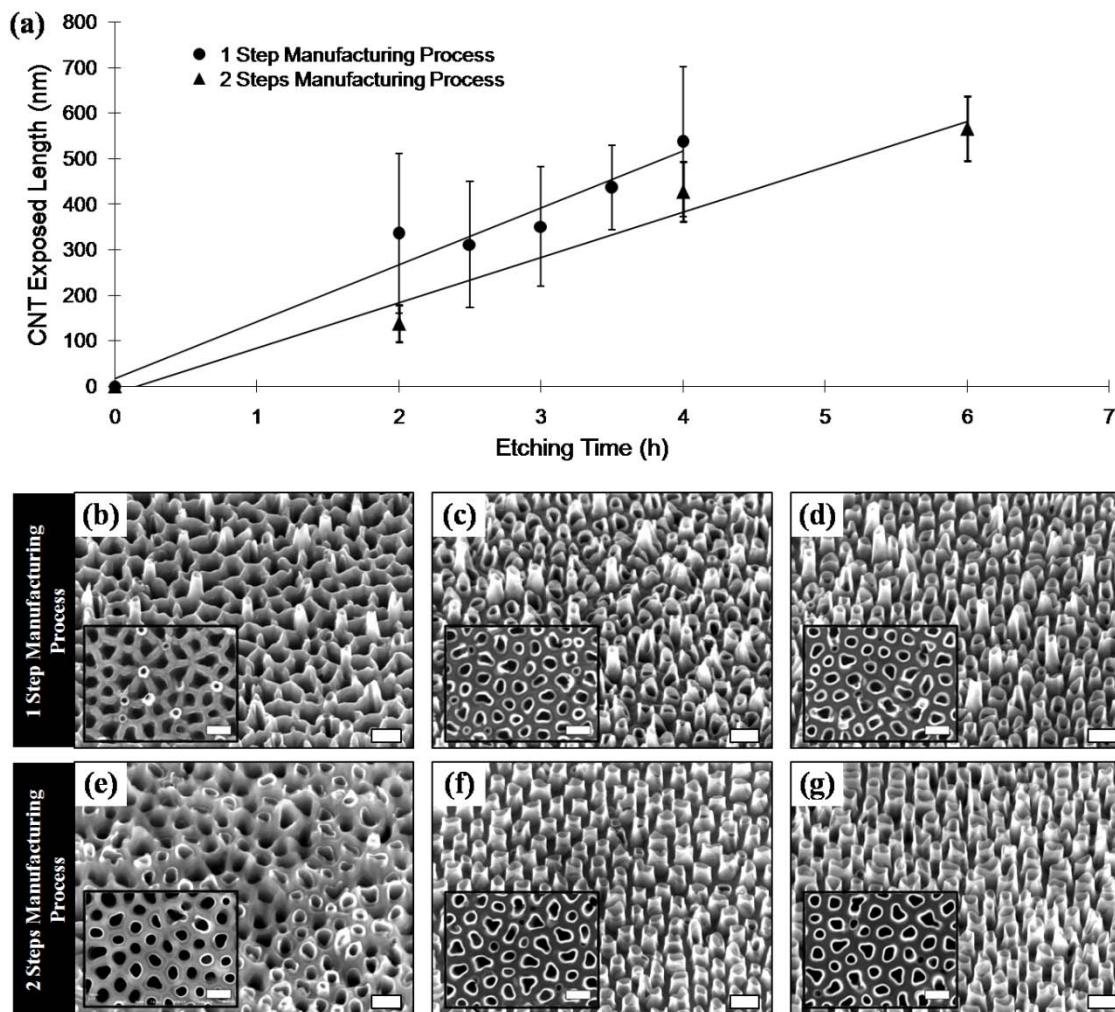 (a)
800
700
600
500
400
300
200
100
0
CNT Exposed Length (nm)
1 Step Manufacturing Process
2 Steps Manufacturing Process
0 1 2 3 4 5 6 7
Etching Time (h)
1 Step Manufacturing
Process
(b)
(c)
(d)
2 Steps Manufacturing
Process
(e)
(f)
(g)